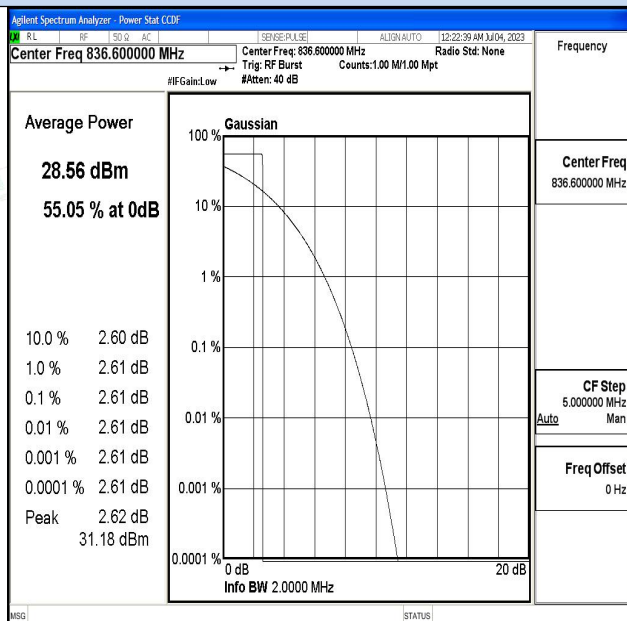 Agilent Spectrum Analyzer - Power Stat CCDF
RL RF 50 Ω AC SENSE:PULSE ALIGN AUTO 12:22:39 AM Jul 04, 2023
Center Freq 836.600000 MHz
Center Freq: 836.600000 MHz Radio Std: None
Trig: RF Burst Counts:1.00 M/1.00 Mpt
#IFGain:Low #Atten: 40 dB
Average Power
28.56 dBm
55.05 % at 0dB
10.0 % 2.60 dB
1.0 % 2.61 dB
0.1 % 2.61 dB
0.01 % 2.61 dB
0.001 % 2.61 dB
0.0001 % 2.61 dB
Peak 2.62 dB
31.18 dBm
Gaussian
100 %
10 %
1 %
0.1 %
0.01 %
0.001 %
0.0001 %
0 dB 20 dB
Info BW 2.0000 MHz
Frequency
Center Freq
836.600000 MHz
CF Step
5.000000 MHz
Auto Man
Freq Offset
0 Hz
MSG STATUS